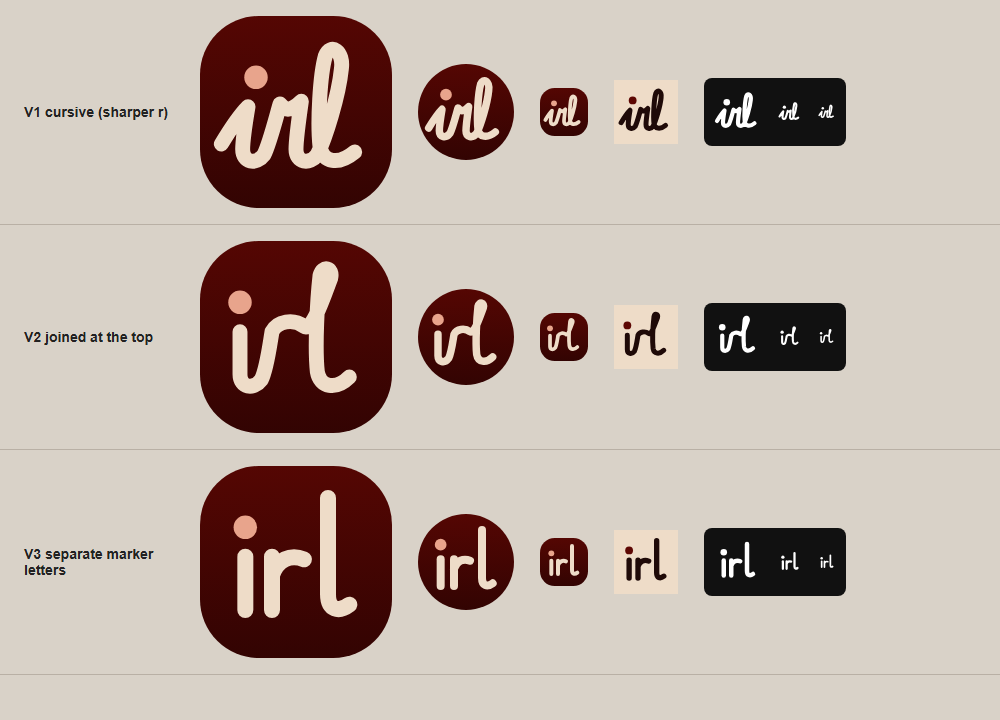 V1 cursive (sharper r)
irl irl irl irl irl irl irl
V2 joined at the top
irl irl irl irl irl irl irl
V3 separate marker
letters
irl irl irl irl irl irl irl